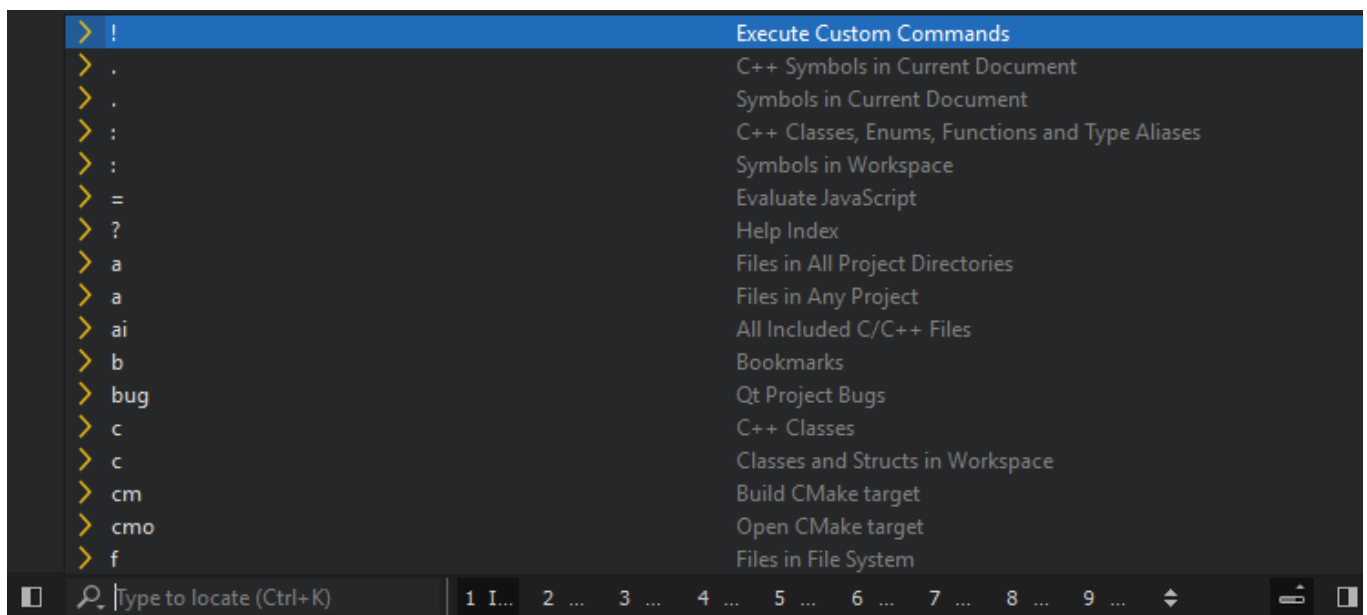 ! Execute Custom Commands
. C++ Symbols in Current Document
. Symbols in Current Document
: C++ Classes, Enums, Functions and Type Aliases
: Symbols in Workspace
= Evaluate JavaScript
? Help Index
a Files in All Project Directories
a Files in Any Project
ai All Included C/C++ Files
b Bookmarks
bug Qt Project Bugs
c C++ Classes
c Classes and Structs in Workspace
cm Build CMake target
cmo Open CMake target
f Files in File System
Type to locate (Ctrl+K) 1 I... 2 ... 3 ... 4 ... 5 ... 6 ... 7 ... 8 ... 9 ...